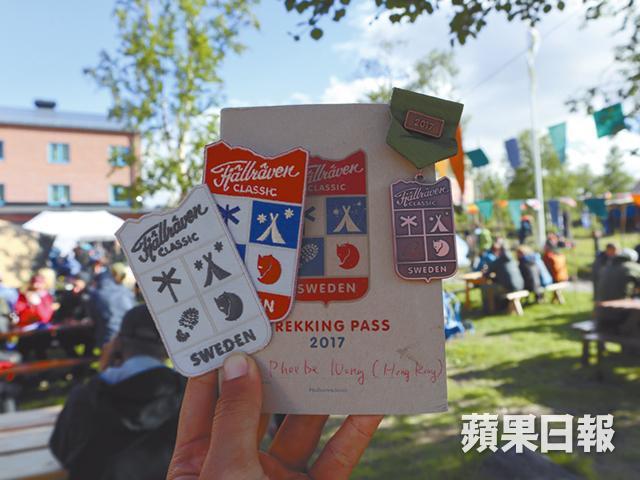 Fjällräven
CLASSIC
SWEDEN
Fjällräven
CLASSIC
Fjällräven
CLASSIC
SWEDEN
TREKKING PASS
2017
Phoebe Wong (Hong Kong)
2017
Fjällräven
CLASSIC
SWEDEN
蘋果日報